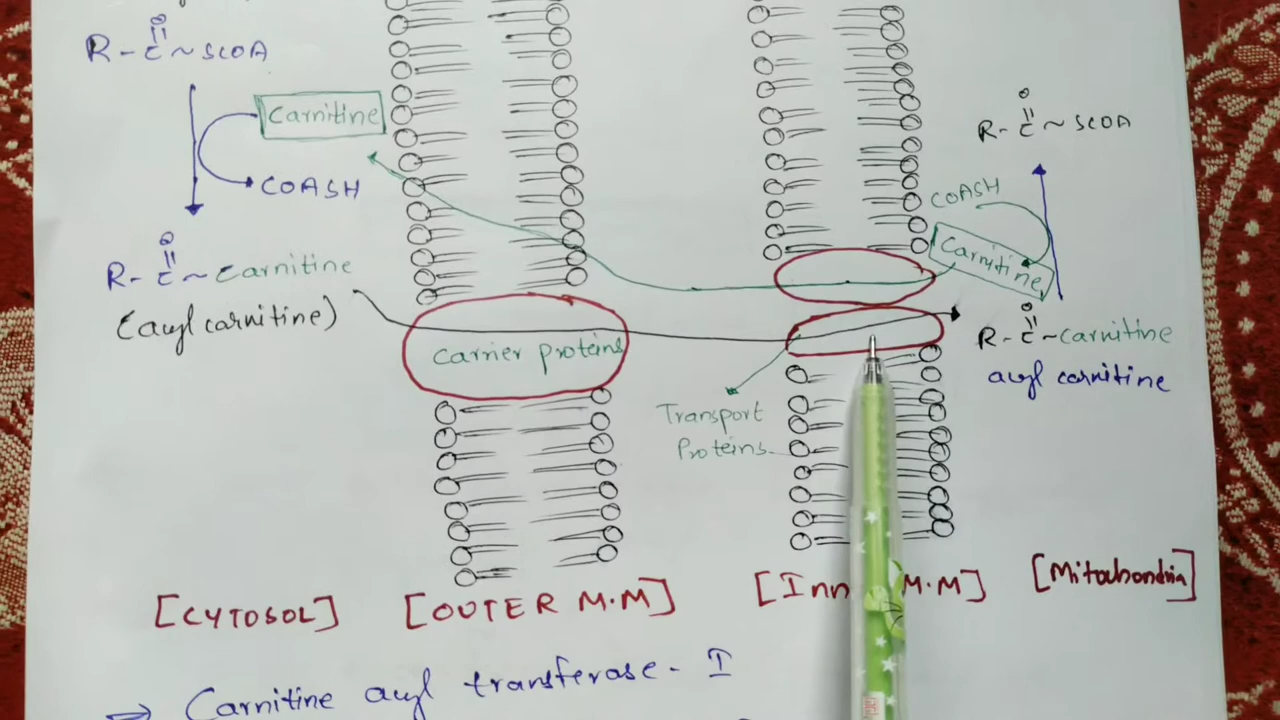 O
R-C~SCOA
Carnitine
COASH
O
R-C~Carnitine
(acyl carnitine)
Carrier proteins
Transport
Proteins
O
R-C~SCOA
COASH
Carnitine
O
R-C~Carnitine
acyl carnitine
[CYTOSOL]
[OUTER M.M]
[Inn M.M]
[Mitochondria]
⇒ Carnitine acyl transferase - I